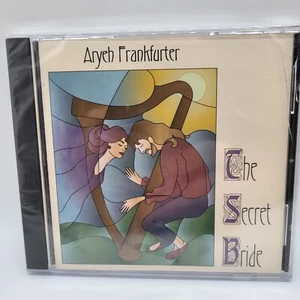 Aryeh Frankfurter
The
Secret
Bride